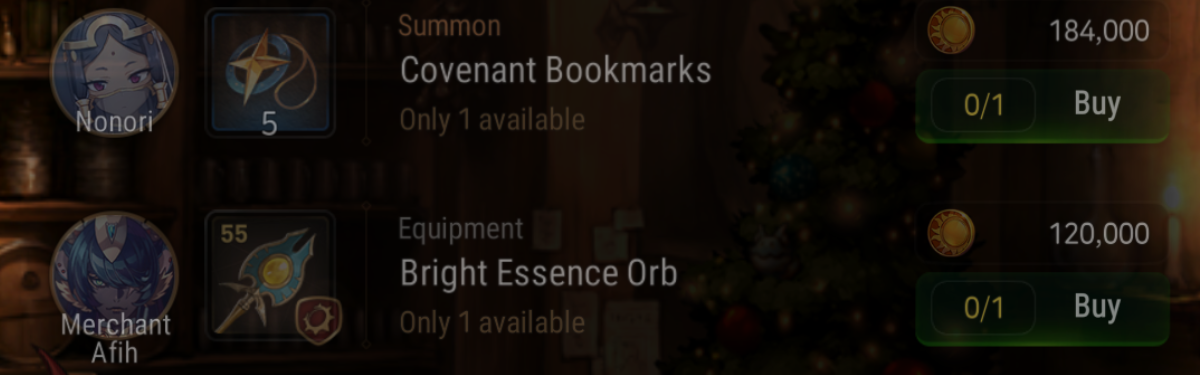 Nonori
5
Summon
Covenant Bookmarks
Only 1 available
184,000
0/1 Buy
Merchant
Afih
55
Equipment
Bright Essence Orb
Only 1 available
120,000
0/1 Buy